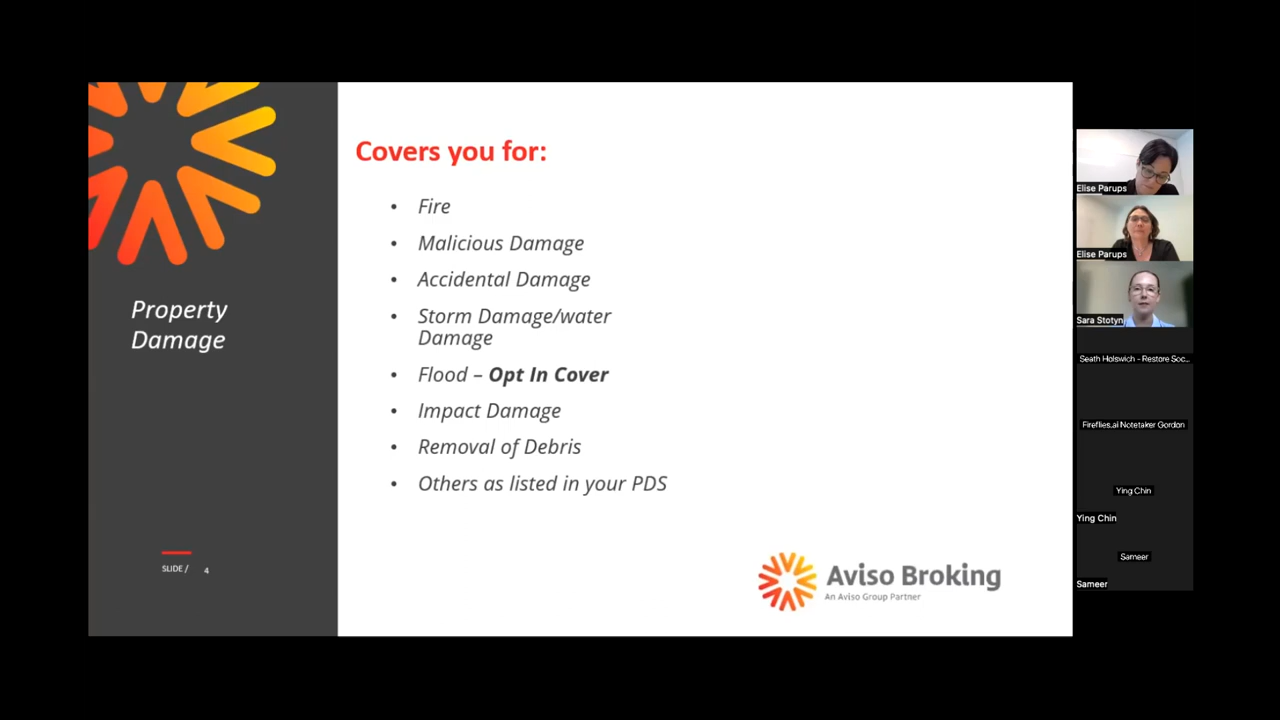 Covers you for:
• Fire
• Malicious Damage
• Accidental Damage
• Storm Damage/water
Damage
• Flood – Opt In Cover
• Impact Damage
• Removal of Debris
• Others as listed in your PDS
Property
Damage
SLIDE / 4
Aviso Broking
An Aviso Group Partner
Elise Parups
Elise Parups
Sara Stotyn
Seath Holswich - Restore Soc...
Fireflies.ai Notetaker Gordon
Ying Chin
Ying Chin
Sameer
Sameer